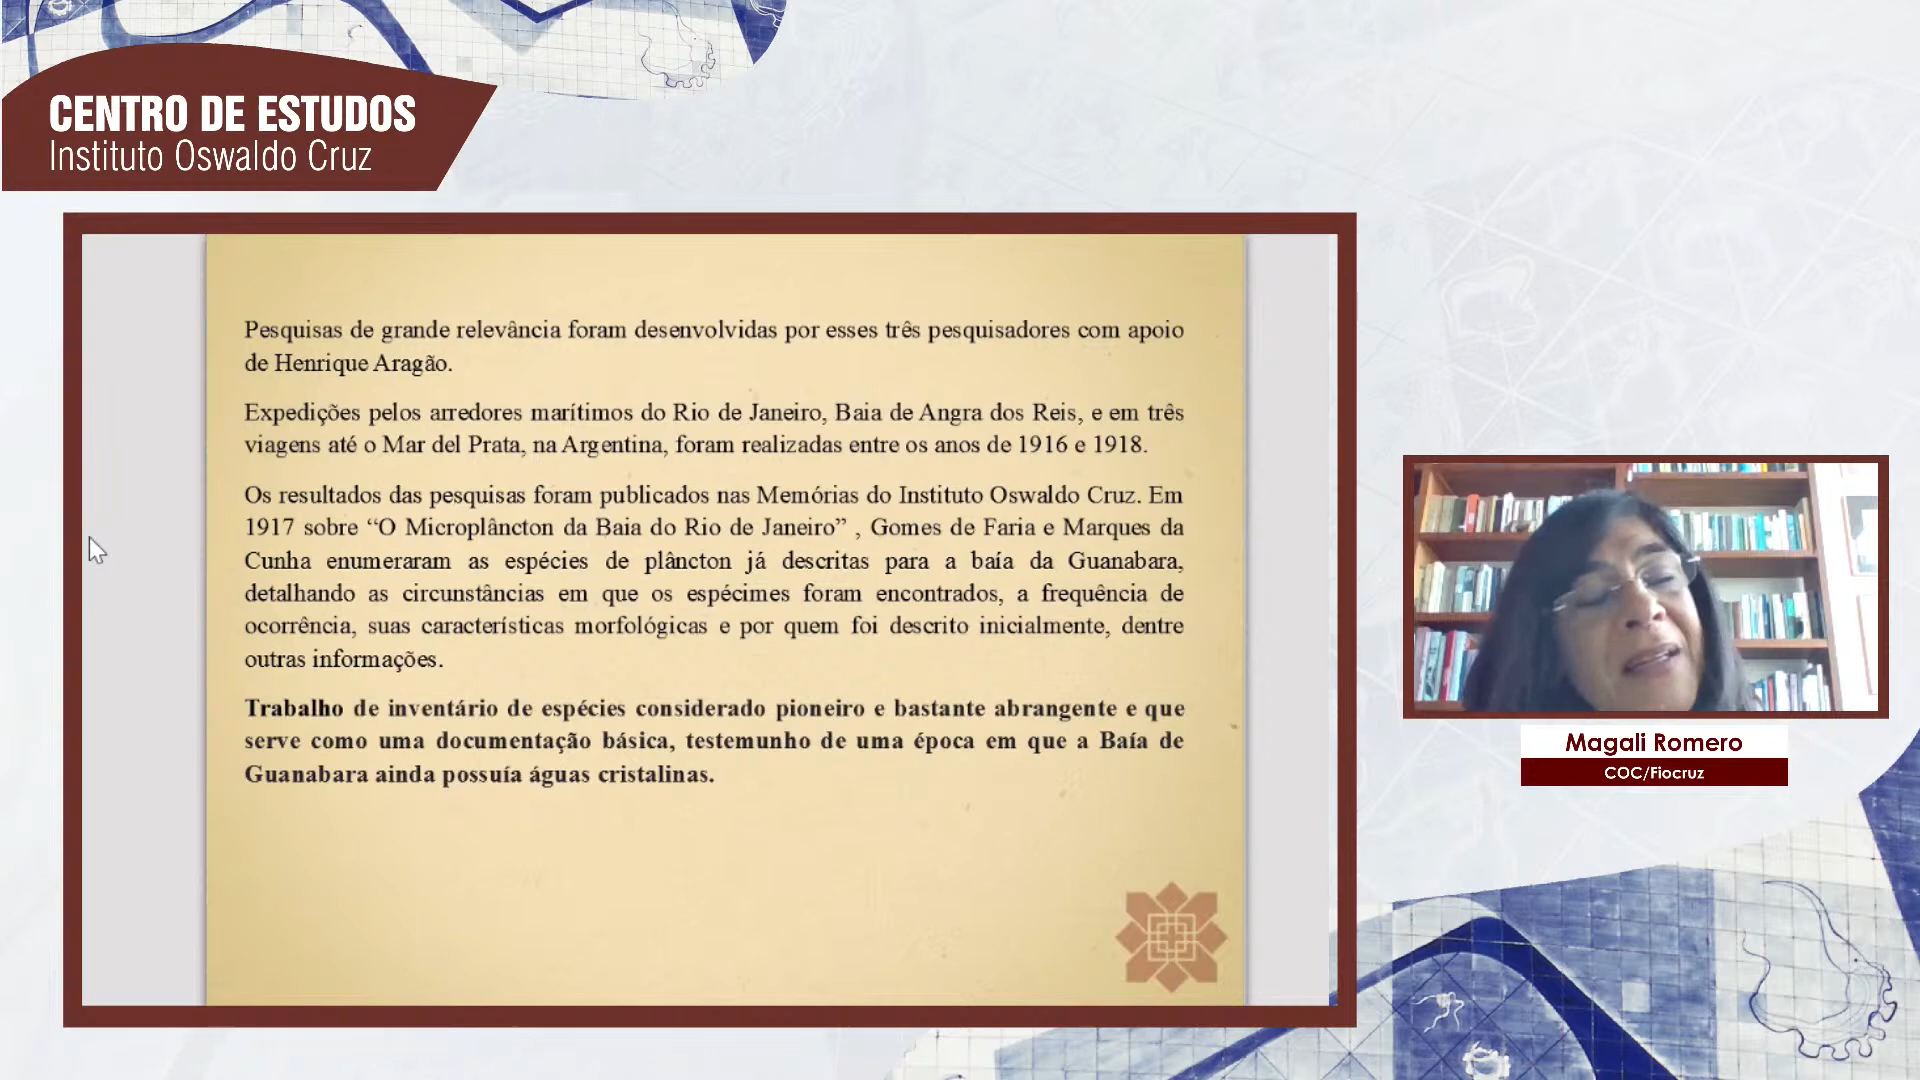 CENTRO DE ESTUDOS
Instituto Oswaldo Cruz
Pesquisas de grande relevância foram desenvolvidas por esses três pesquisadores com apoio
de Henrique Aragão.
Expedições pelos arredores marítimos do Rio de Janeiro, Baia de Angra dos Reis, e em três
viagens até o Mar del Prata, na Argentina, foram realizadas entre os anos de 1916 e 1918.
Os resultados das pesquisas foram publicados nas Memórias do Instituto Oswaldo Cruz. Em
1917 sobre “O Microplâncton da Baia do Rio de Janeiro” , Gomes de Faria e Marques da
Cunha enumeraram as espécies de plâncton já descritas para a baía da Guanabara,
detalhando as circunstâncias em que os espécimes foram encontrados, a frequência de
ocorrência, suas características morfológicas e por quem foi descrito inicialmente, dentre
outras informações.
Trabalho de inventário de espécies considerado pioneiro e bastante abrangente e que
serve como uma documentação básica, testemunho de uma época em que a Baía de
Guanabara ainda possuía águas cristalinas.
Magali Romero
COC/Fiocruz